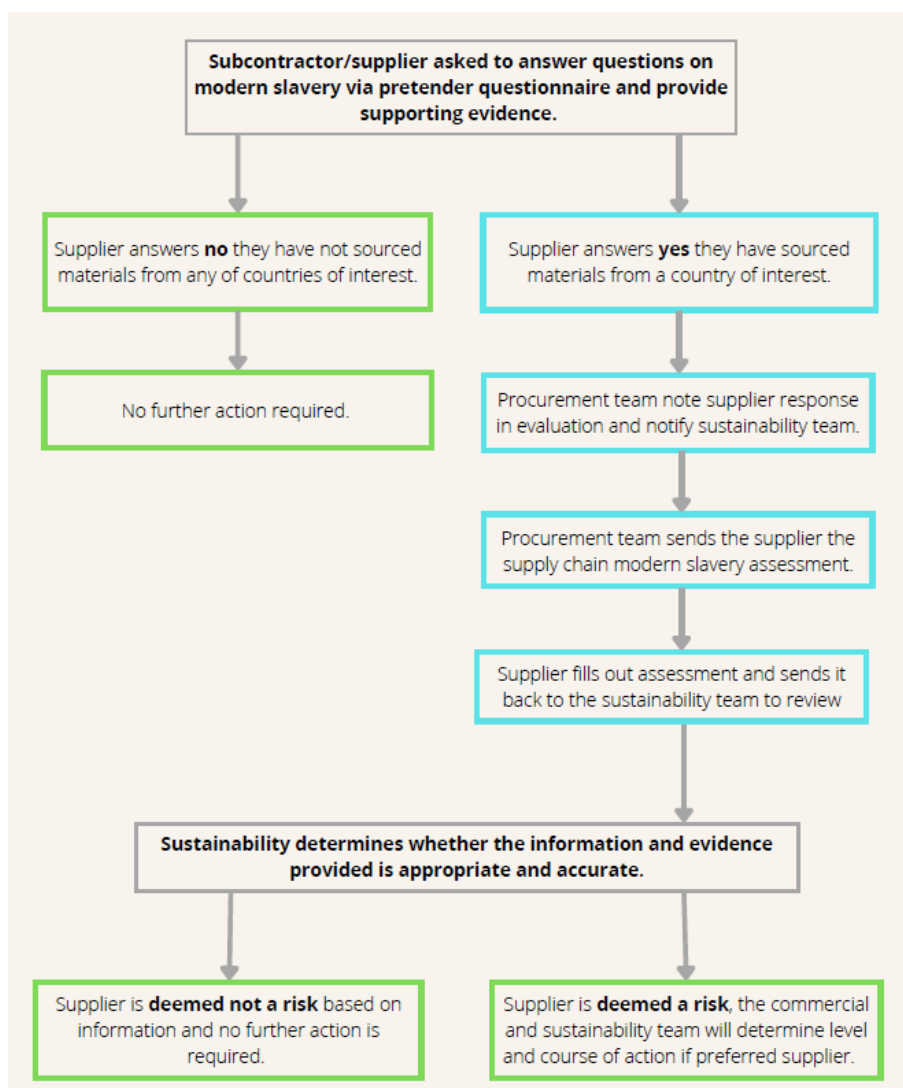 Subcontractor/supplier asked to answer questions on
modern slavery via pretender questionnaire and provide
supporting evidence.
Supplier answers no they have not sourced
materials from any of countries of interest.
No further action required.
Supplier answers yes they have sourced
materials from a country of interest.
Procurement team note supplier response
in evaluation and notify sustainability team.
Procurement team sends the supplier the
supply chain modern slavery assessment.
Supplier fills out assessment and sends it
back to the sustainability team to review
Sustainability determines whether the information and evidence
provided is appropriate and accurate.
Supplier is deemed not a risk based on
information and no further action is
required.
Supplier is deemed a risk, the commercial
and sustainability team will determine level
and course of action if preferred supplier.